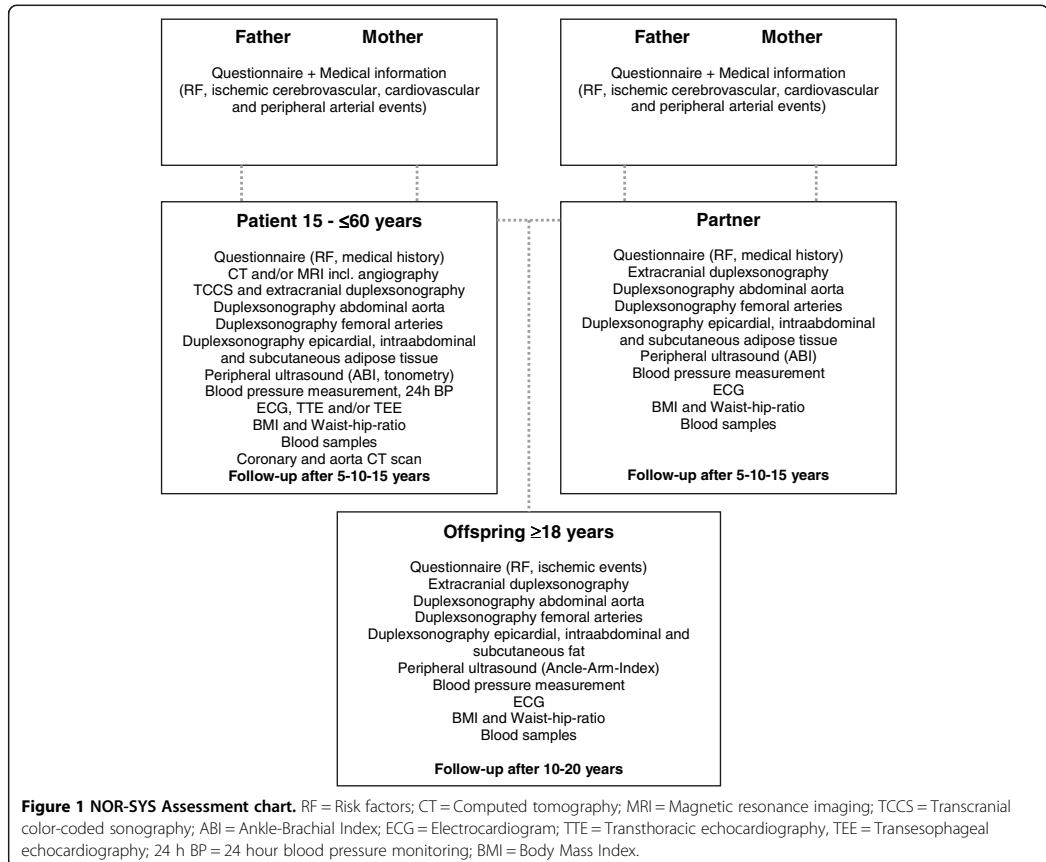 Father Mother
Questionnaire + Medical information
(RF, ischemic cerebrovascular, cardiovascular
and peripheral arterial events)
Father Mother
Questionnaire + Medical information
(RF, ischemic cerebrovascular, cardiovascular
and peripheral arterial events)
Patient 15 - ≤60 years
Questionnaire (RF, medical history)
CT and/or MRI incl. angiography
TCCS and extracranial duplexsonography
Duplexsonography abdominal aorta
Duplexsonography femoral arteries
Duplexsonography epicardial, intraabdominal
and subcutaneous adipose tissue
Peripheral ultrasound (ABI, tonometry)
Blood pressure measurement, 24h BP
ECG, TTE and/or TEE
BMI and Waist-hip-ratio
Blood samples
Coronary and aorta CT scan
Follow-up after 5-10-15 years
Partner
Questionnaire (RF, medical history)
Extracranial duplexsonography
Duplexsonography abdominal aorta
Duplexsonography femoral arteries
Duplexsonography epicardial, intraabdominal
and subcutaneous adipose tissue
Peripheral ultrasound (ABI)
Blood pressure measurement
ECG
BMI and Waist-hip-ratio
Blood samples
Follow-up after 5-10-15 years
Offspring ≥18 years
Questionnaire (RF, ischemic events)
Extracranial duplexsonography
Duplexsonography abdominal aorta
Duplexsonography femoral arteries
Duplexsonography epicardial, intraabdominal and
subcutaneous fat
Peripheral ultrasound (Ancle-Arm-Index)
Blood pressure measurement
ECG
BMI and Waist-hip-ratio
Blood samples
Follow-up after 10-20 years
Figure 1 NOR-SYS Assessment chart. RF = Risk factors; CT = Computed tomography; MRI = Magnetic resonance imaging; TCCS = Transcranial
color-coded sonography; ABI = Ankle-Brachial Index; ECG = Electrocardiogram; TTE = Transthoracic echocardiography, TEE = Transesophageal
echocardiography; 24 h BP = 24 hour blood pressure monitoring; BMI = Body Mass Index.